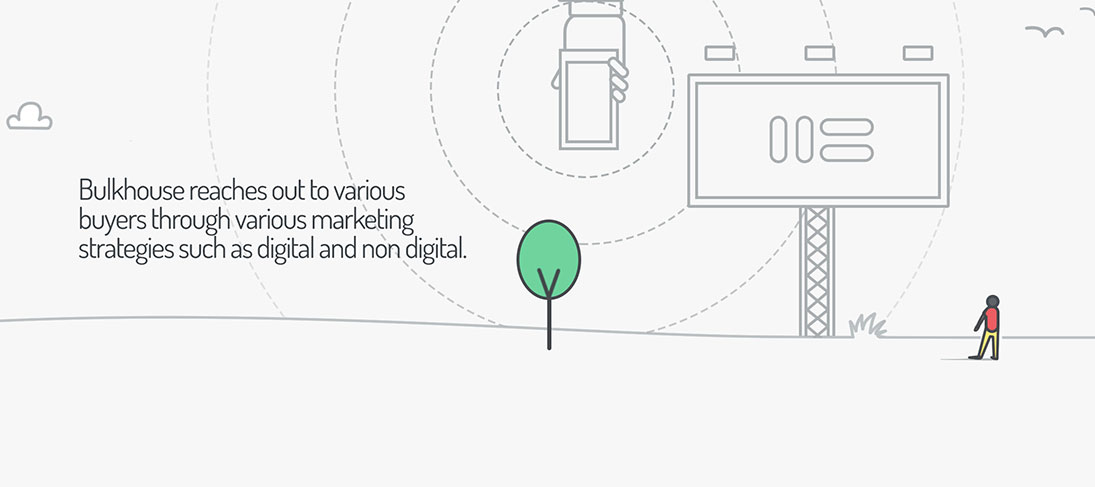 Bulkhouse reaches out to various
buyers through various marketing
strategies such as digital and non digital.